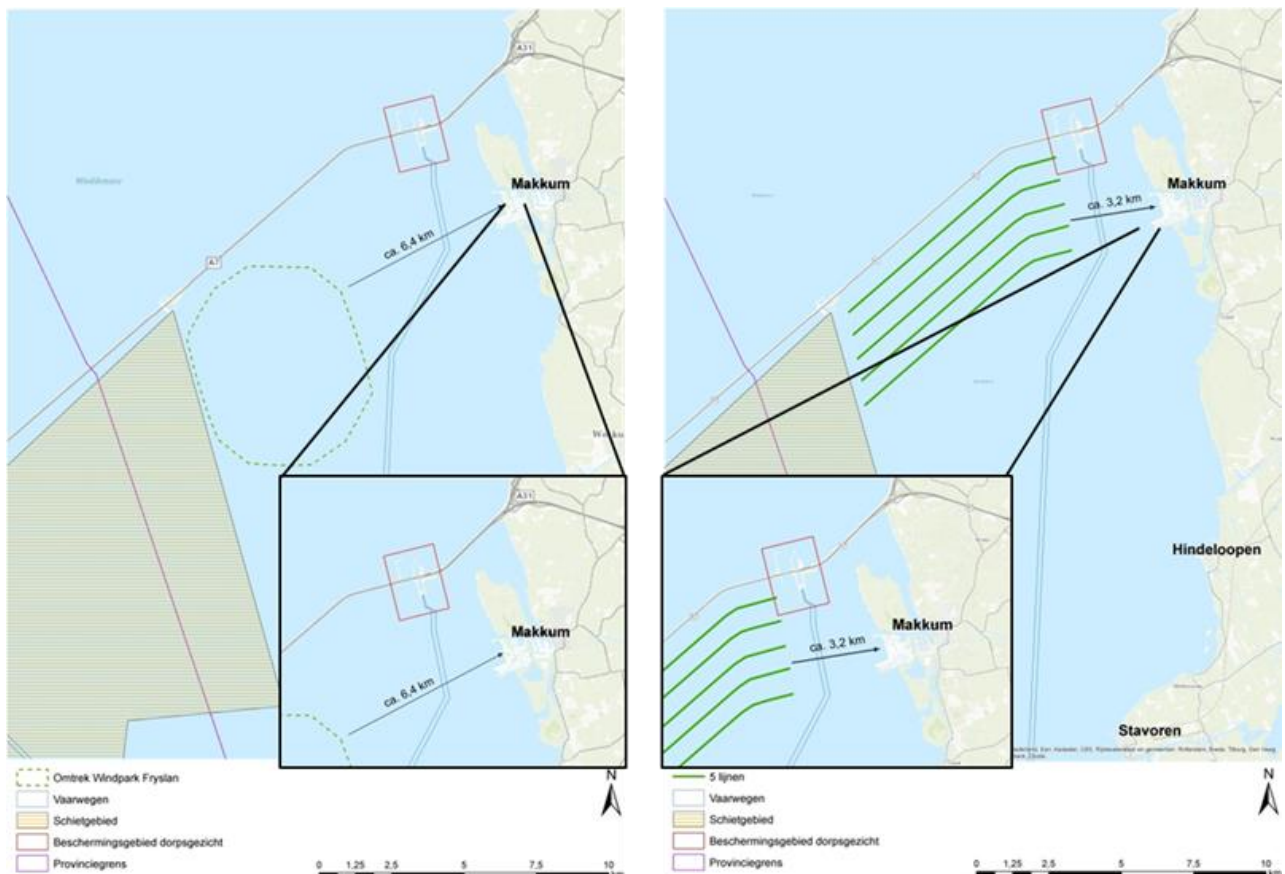 A31
Makkum
ca. 6,4 km
A7
A31
Makkum
ca. 6,4 km
Omtrek Windpark Fryslan
Vaarwegen
Schietgebied
Beschermingsgebied dorpsgezicht
Provinciegrens
N
0 1,25 2,5 5 7,5 10
Makkum
ca. 3,2 km
Hindeloopen
Makkum
ca. 3,2 km
Stavoren
5 lijnen
Vaarwegen
Schietgebied
Beschermingsgebied dorpsgezicht
Provinciegrens
N
0 1,25 2,5 5 7,5 10